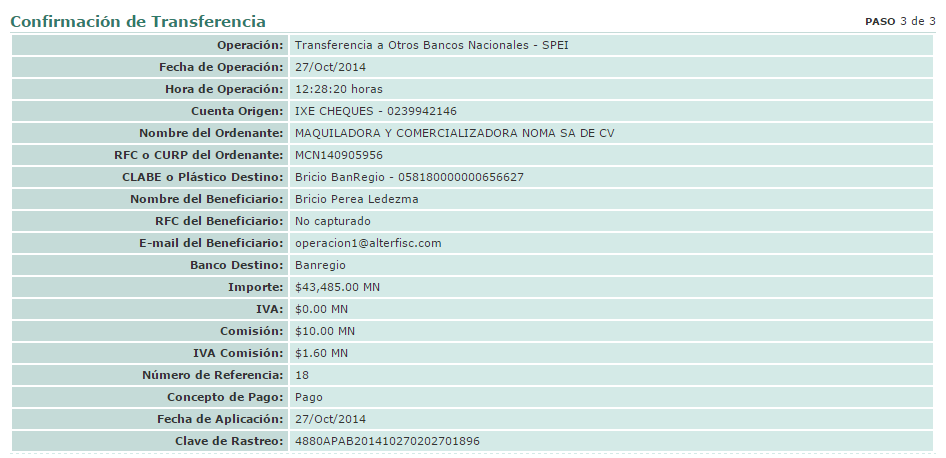 Confirmación de Transferencia PASO 3 de 3
Operación: Transferencia a Otros Bancos Nacionales - SPEI
Fecha de Operación: 27/Oct/2014
Hora de Operación: 12:28:20 horas
Cuenta Origen: IXE CHEQUES - 0239942146
Nombre del Ordenante: MAQUILADORA Y COMERCIALIZADORA NOMA SA DE CV
RFC o CURP del Ordenante: MCN140905956
CLABE o Plástico Destino: Bricio BanRegio - 058180000000656627
Nombre del Beneficiario: Bricio Perea Ledezma
RFC del Beneficiario: No capturado
E-mail del Beneficiario: operacion1@alterfisc.com
Banco Destino: Banregio
Importe: $43,485.00 MN
IVA: $0.00 MN
Comisión: $10.00 MN
IVA Comisión: $1.60 MN
Número de Referencia: 18
Concepto de Pago: Pago
Fecha de Aplicación: 27/Oct/2014
Clave de Rastreo: 4880APAB201410270202701896